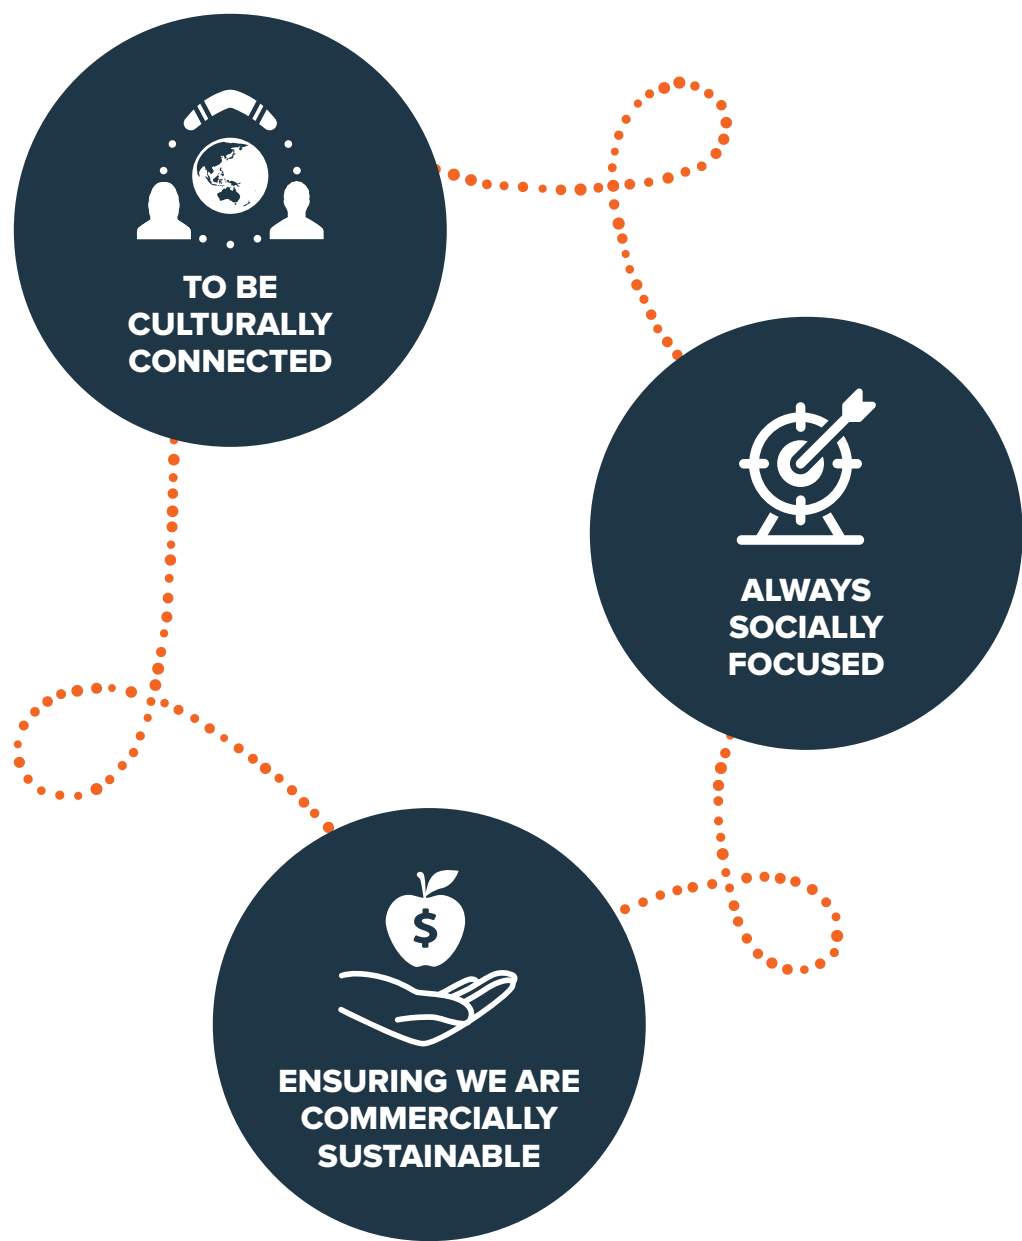 TO BE
CULTURALLY
CONNECTED
ALWAYS
SOCIALLY
FOCUSED
$
ENSURING WE ARE
COMMERCIALLY
SUSTAINABLE